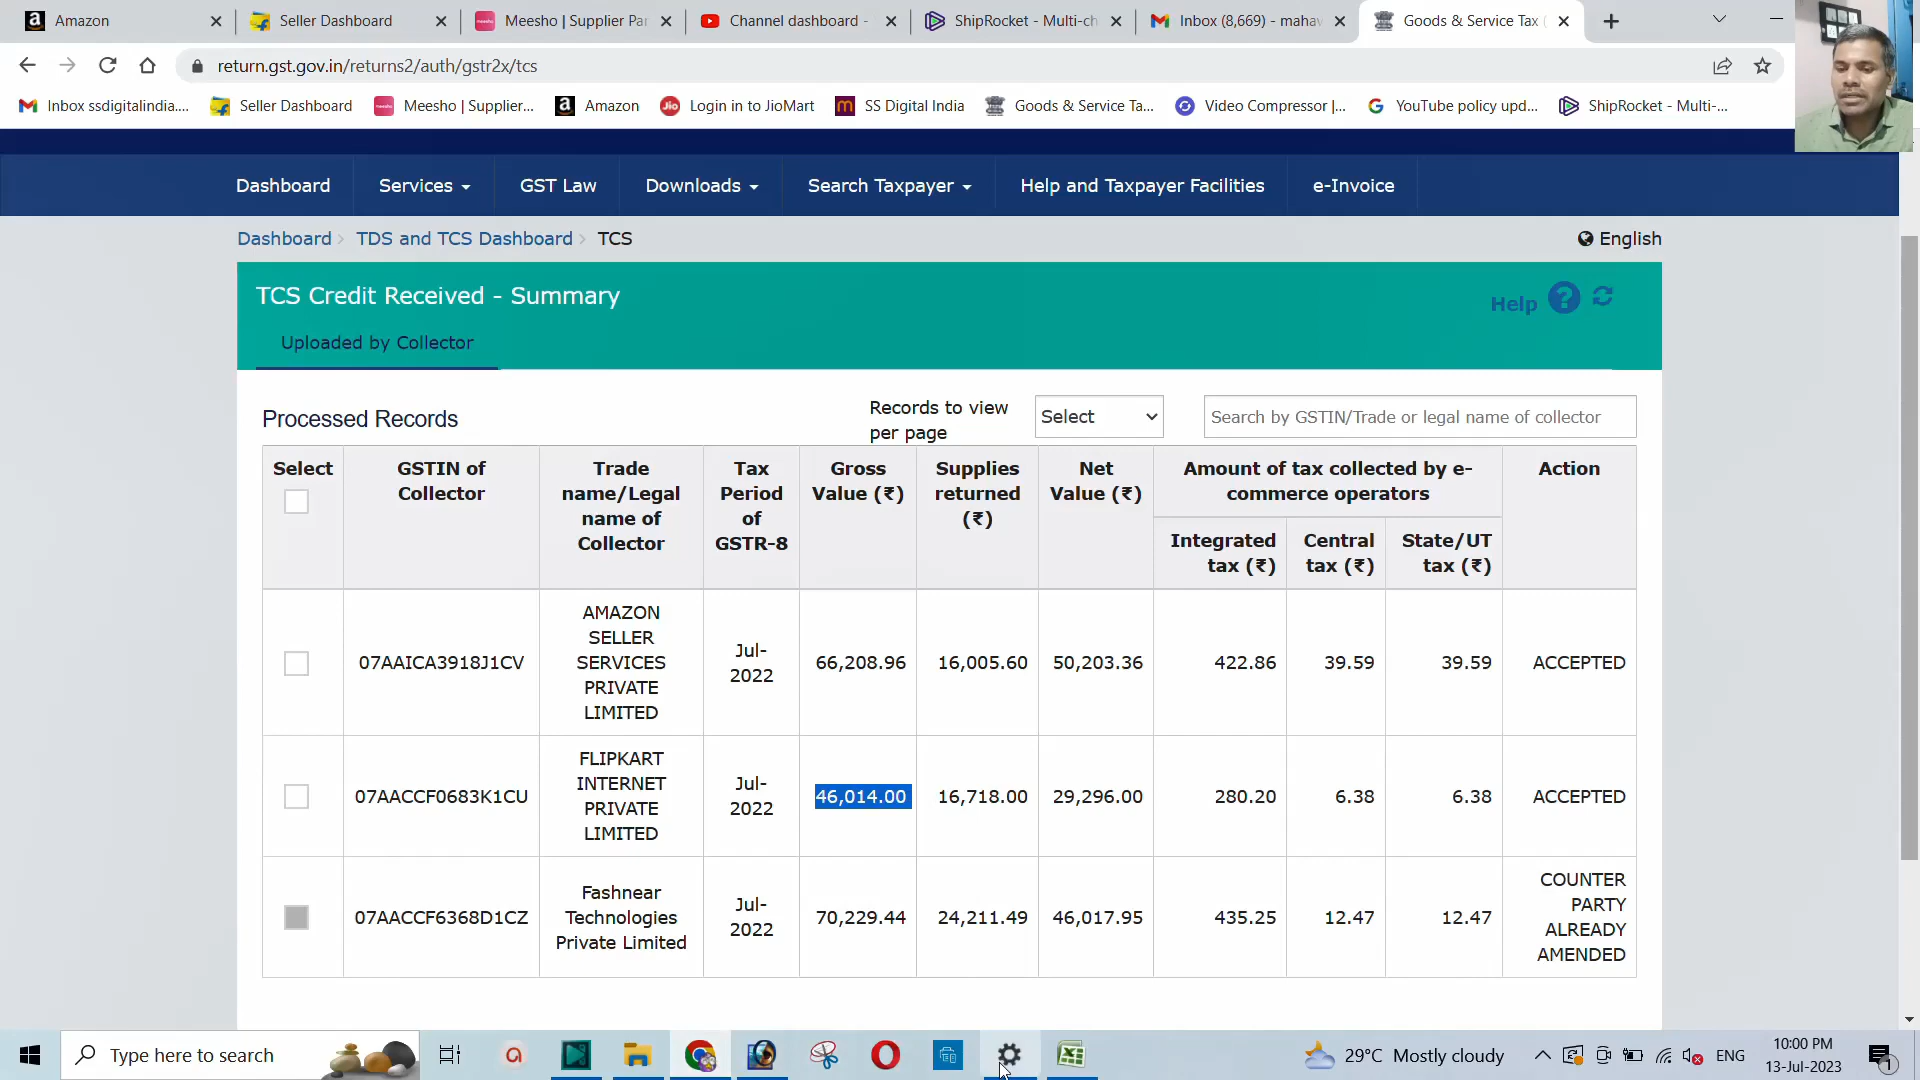 Amazon
Seller Dashboard
Meesho | Supplier Pa
Channel dashboard -
ShipRocket - Multi-ch
Inbox (8,669) - maha
Goods & Service Tax (
return.gst.gov.in/returns2/auth/gstr2x/tcs
Inbox ssdigitalindia....
Seller Dashboard
Meesho | Supplier...
Amazon
Login in to JioMart
SS Digital India
Goods & Service Ta...
Video Compressor |...
YouTube policy upd...
ShipRocket - Multi-...
Dashboard
Services
GST Law
Downloads
Search Taxpayer
Help and Taxpayer Facilities
e-Invoice
Dashboard > TDS and TCS Dashboard > TCS
English
TCS Credit Received - Summary
Help ?
Uploaded by Collector
Processed Records
Records to view
per page
Select
Search by GSTIN/Trade or legal name of collector
Select
GSTIN of
Collector
Trade
name/Legal
name of
Collector
Tax
Period
of
GSTR-8
Gross
Value (₹)
Supplies
returned
(₹)
Net
Value (₹)
Amount of tax collected by e-
commerce operators
Integrated
tax (₹)
Central
tax (₹)
State/UT
tax (₹)
Action
07AAICA3918J1CV
AMAZON
SELLER
SERVICES
PRIVATE
LIMITED
Jul-
2022
66,208.96
16,005.60
50,203.36
422.86
39.59
39.59
ACCEPTED
07AACCF0683K1CU
FLIPKART
INTERNET
PRIVATE
LIMITED
Jul-
2022
46,014.00
16,718.00
29,296.00
280.20
6.38
6.38
ACCEPTED
07AACCF6368D1CZ
Fashnear
Technologies
Private Limited
Jul-
2022
70,229.44
24,211.49
46,017.95
435.25
12.47
12.47
COUNTER
PARTY
ALREADY
AMENDED
Type here to search
29°C Mostly cloudy
ENG
10:00 PM
13-Jul-2023
1